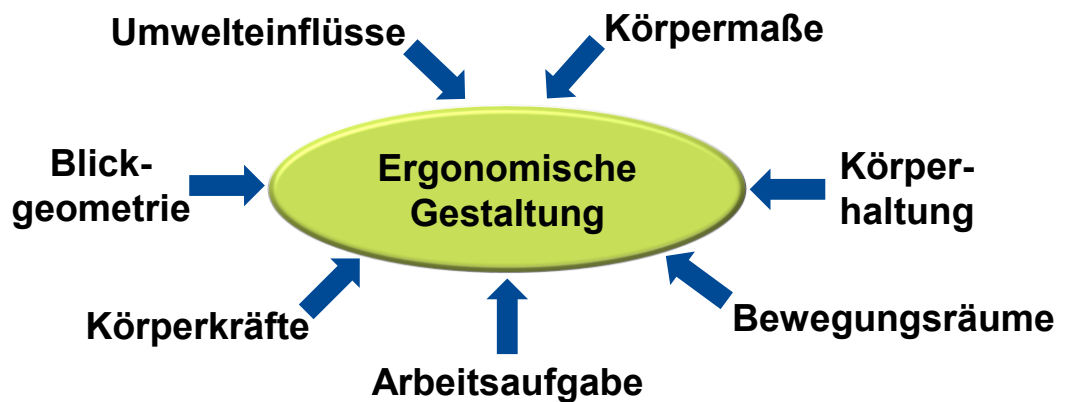 Umwelteinflüsse
Körpermaße
Blick-
geometrie
Ergonomische
Gestaltung
Körper-
haltung
Körperkräfte
Bewegungsräume
Arbeitsaufgabe